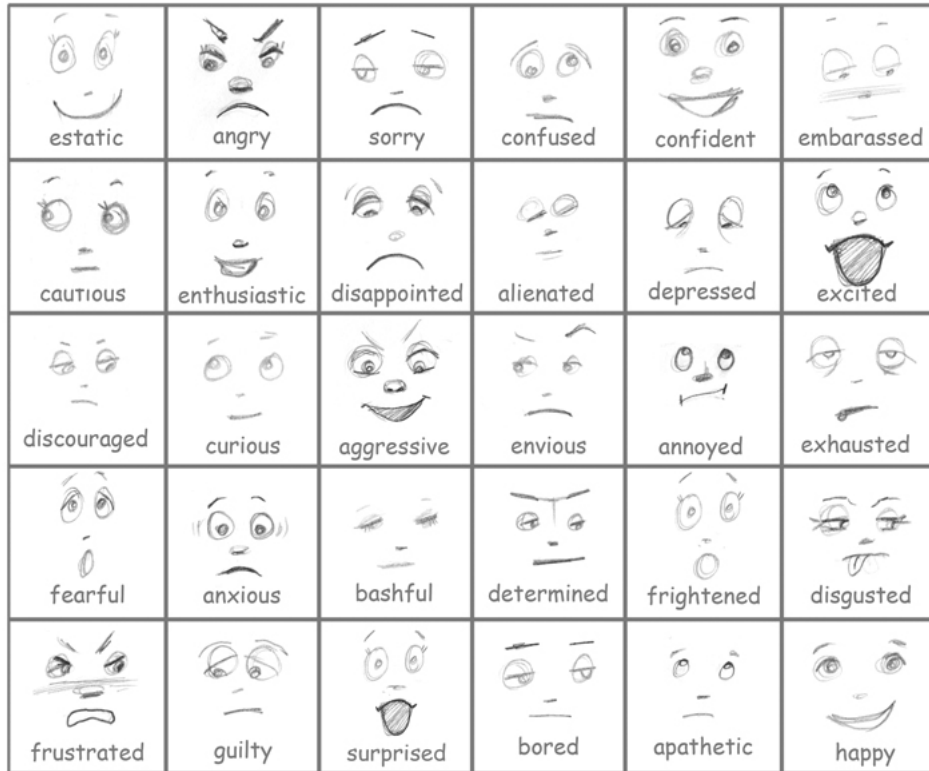 estatic angry sorry confused confident embarassed
cautious enthusiastic disappointed alienated depressed excited
discouraged curious aggressive envious annoyed exhausted
fearful anxious bashful determined frightened disgusted
frustrated guilty surprised bored apathetic happy